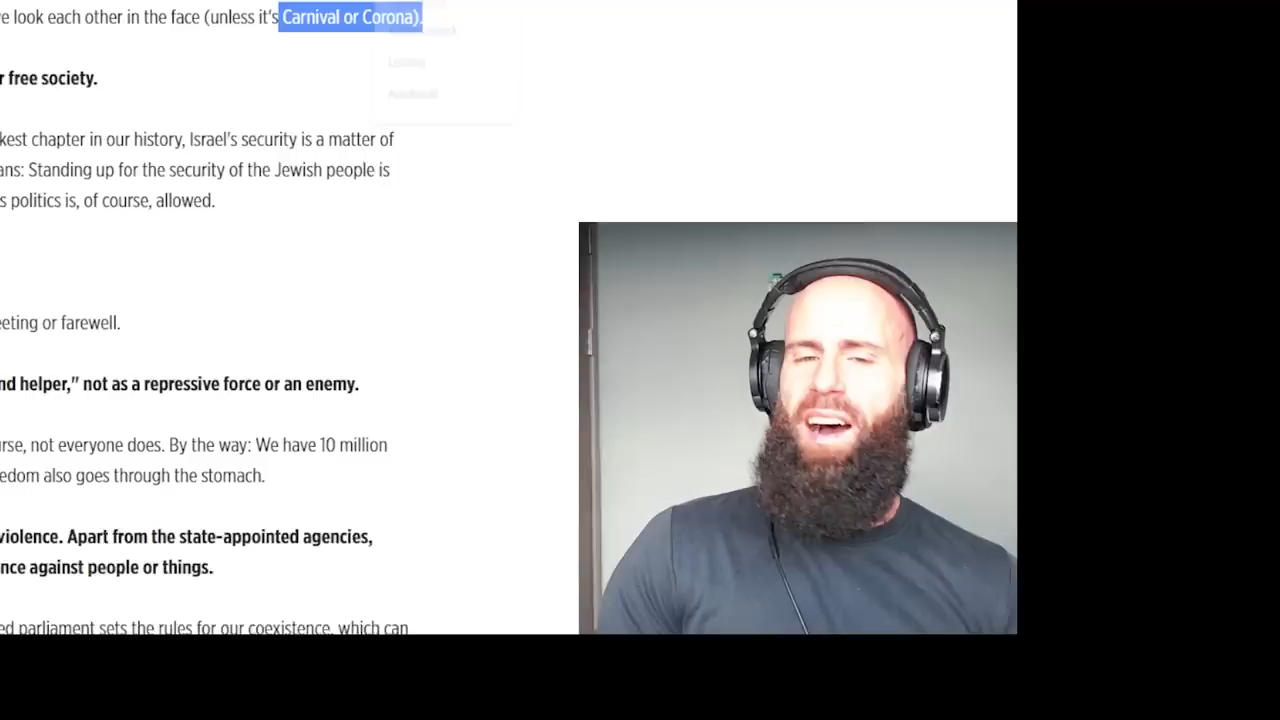 e look each other in the face (unless it's Carnival or Corona).
r free society.
kest chapter in our history, Israel's security is a matter of
ans: Standing up for the security of the Jewish people is
s politics is, of course, allowed.
eting or farewell.
nd helper," not as a repressive force or an enemy.
urse, not everyone does. By the way: We have 10 million
edom also goes through the stomach.
violence. Apart from the state-appointed agencies,
nce against people or things.
ed parliament sets the rules for our coexistence, which can